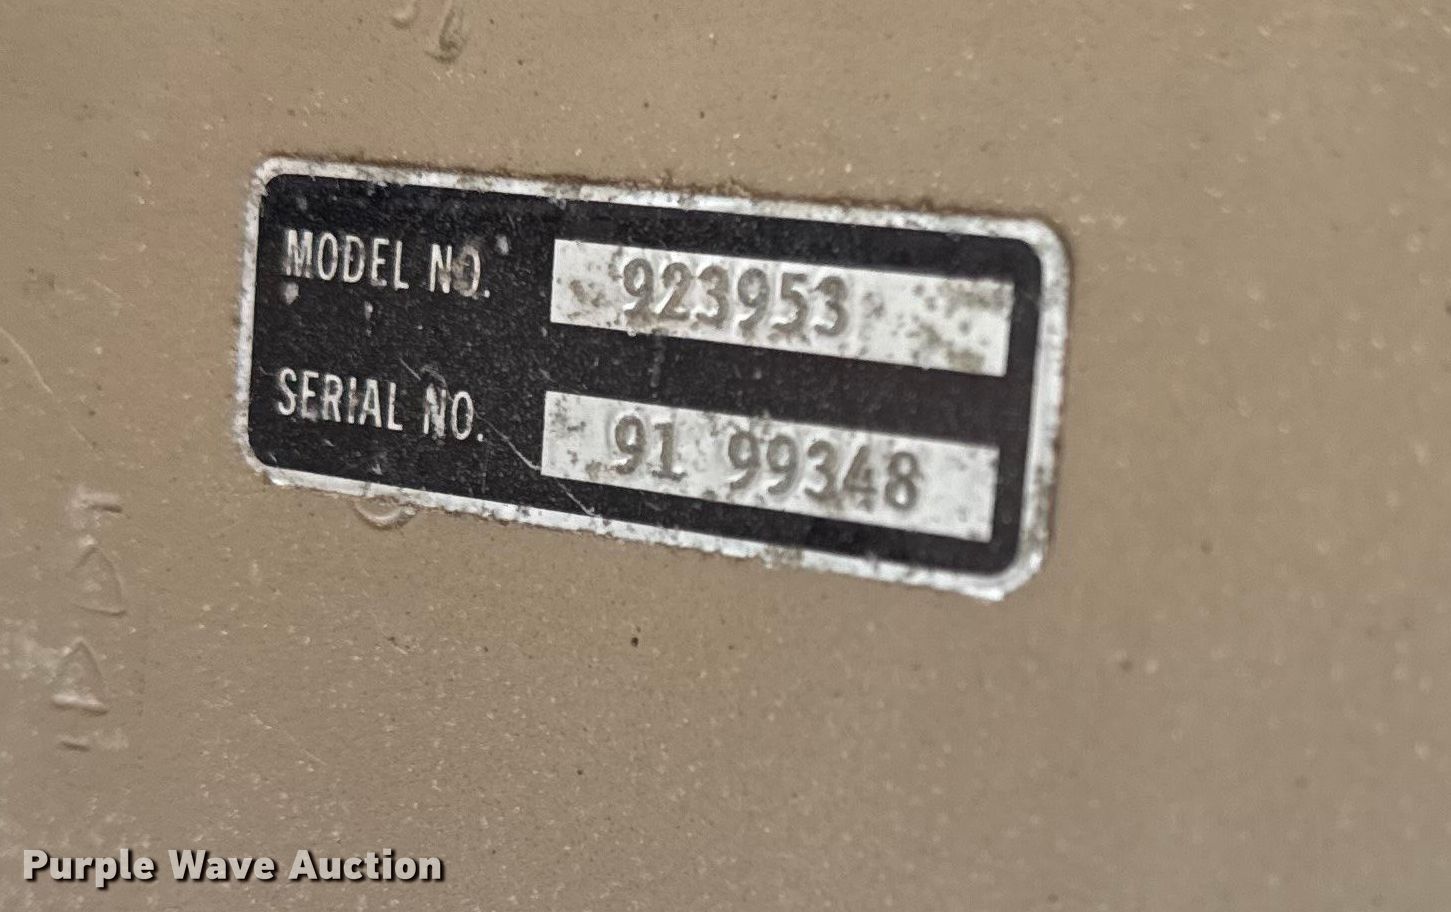 MODEL NO. 923953
SERIAL NO. 91 99348
Purple Wave Auction